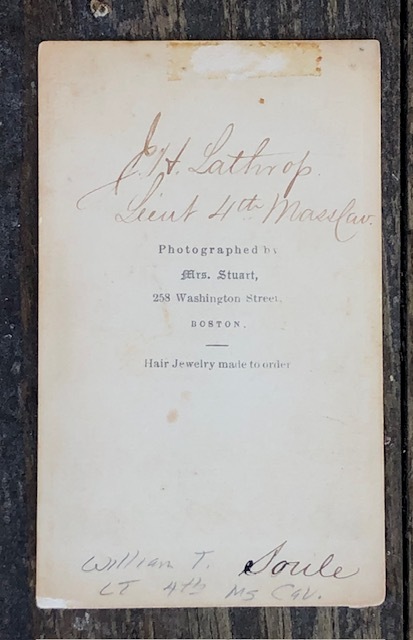 J. H. Lathrop.
Lieut 4th Mass Cav.
Photographed by
Mrs. Stuart,
258 Washington Street,
BOSTON.
Hair Jewelry made to order
William T. Soule
LT 4th Ms Cav.